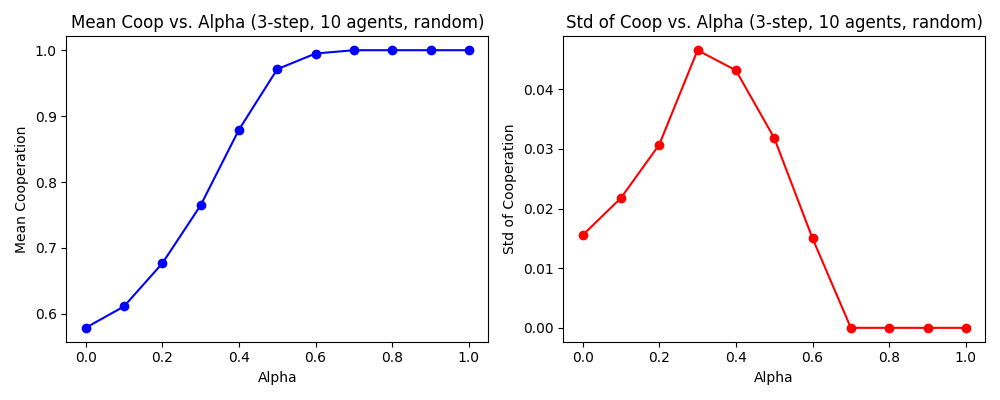 Mean Coop vs. Alpha (3-step, 10 agents, random)
Mean Cooperation
1.0
0.9
0.8
0.7
0.6
0.0 0.2 0.4 0.6 0.8 1.0
Alpha
Std of Coop vs. Alpha (3-step, 10 agents, random)
Std of Cooperation
0.04
0.03
0.02
0.01
0.00
0.0 0.2 0.4 0.6 0.8 1.0
Alpha